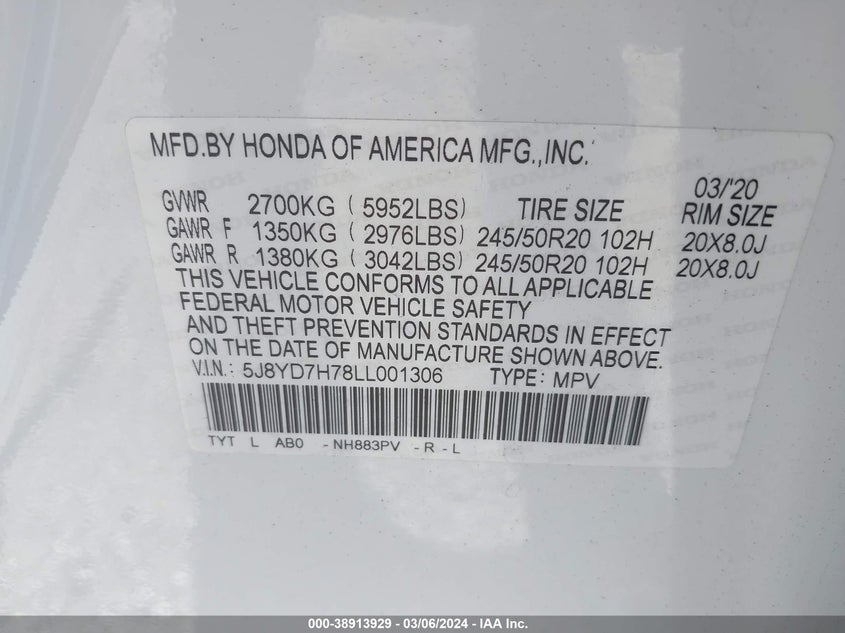 MFD.BY HONDA OF AMERICA MFG.,INC.
03/'20
GVWR 2700KG ( 5952LBS) TIRE SIZE RIM SIZE
GAWR F 1350KG ( 2976LBS) 245/50R20 102H 20X8.0J
GAWR R 1380KG ( 3042LBS) 245/50R20 102H 20X8.0J
THIS VEHICLE CONFORMS TO ALL APPLICABLE
FEDERAL MOTOR VEHICLE SAFETY
AND THEFT PREVENTION STANDARDS IN EFFECT
ON THE DATE OF MANUFACTURE SHOWN ABOVE.
V.I.N.: 5J8YD7H78LL001306 TYPE: MPV
TYT L AB0 - NH883PV - R - L
000-38913929 - 03/06/2024 - IAA Inc.